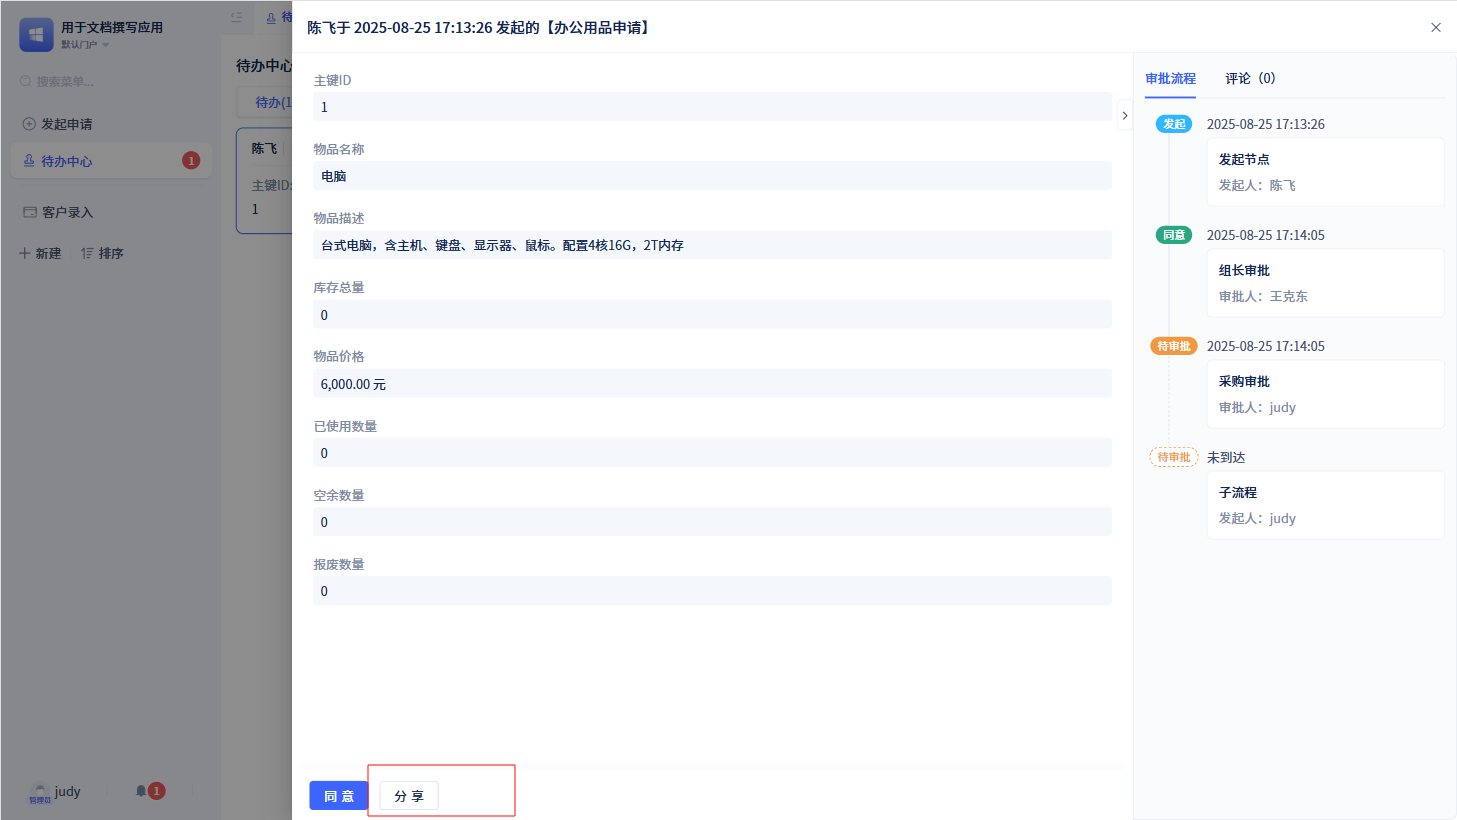 用于文档撰写应用
默认门户
搜索菜单...
发起申请
待办中心
1
客户录入
新建
排序
管理员
judy
1
待
待办中心
待办(1
陈飞
主键ID:
1
陈飞于 2025-08-25 17:13:26 发起的【办公用品申请】
主键ID
1
物品名称
电脑
物品描述
台式电脑，含主机、键盘、显示器、鼠标。配置4核16G，2T内存
库存总量
0
物品价格
6,000.00 元
已使用数量
0
空余数量
0
报废数量
0
同 意
分 享
审批流程
评论（0）
发起
2025-08-25 17:13:26
发起节点
发起人：陈飞
同意
2025-08-25 17:14:05
组长审批
审批人：王克东
待审批
2025-08-25 17:14:05
采购审批
审批人：judy
待审批
未到达
子流程
发起人：judy